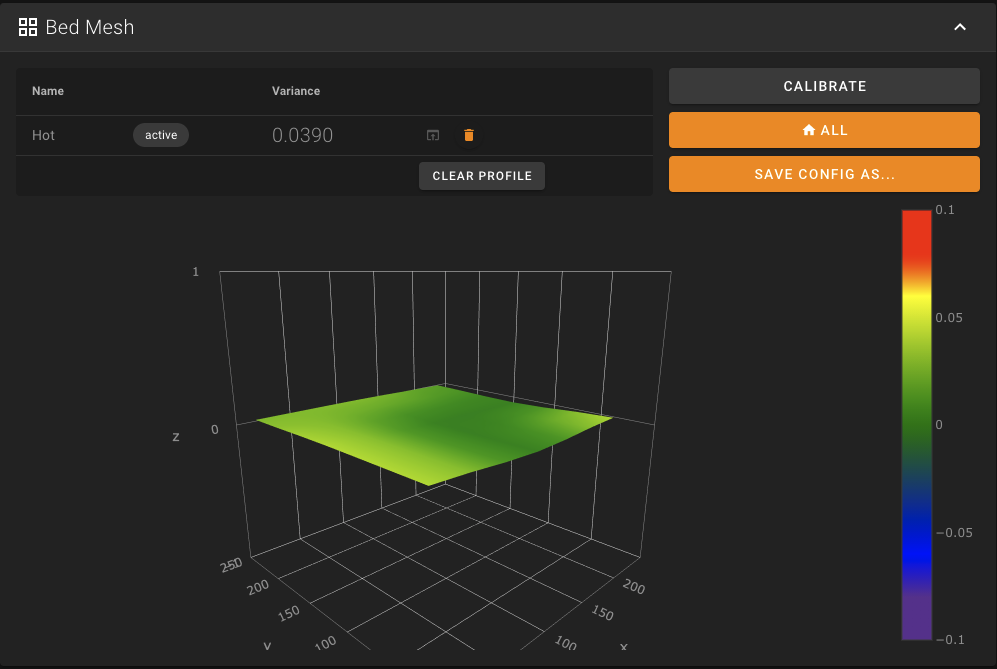 Bed Mesh
Name Variance
CALIBRATE
Hot active 0.0390
ALL
CLEAR PROFILE
SAVE CONFIG AS...
0.1
0.05
0
−0.05
−0.1
1
0
z
250
200
150
100
y
200
150
100
x